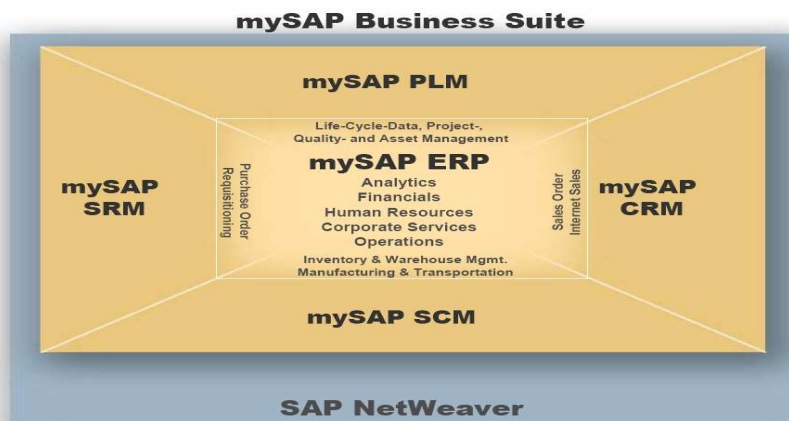 mySAP Business Suite
mySAP PLM
Life-Cycle-Data, Project-,
Quality- and Asset Management
mySAP ERP
Analytics
Financials
Human Resources
Corporate Services
Operations
Inventory & Warehouse Mgmt.
Manufacturing & Transportation
mySAP
SRM
Purchase Order
Requisitioning
Sales Order
Internet Sales
mySAP
CRM
mySAP SCM
SAP NetWeaver